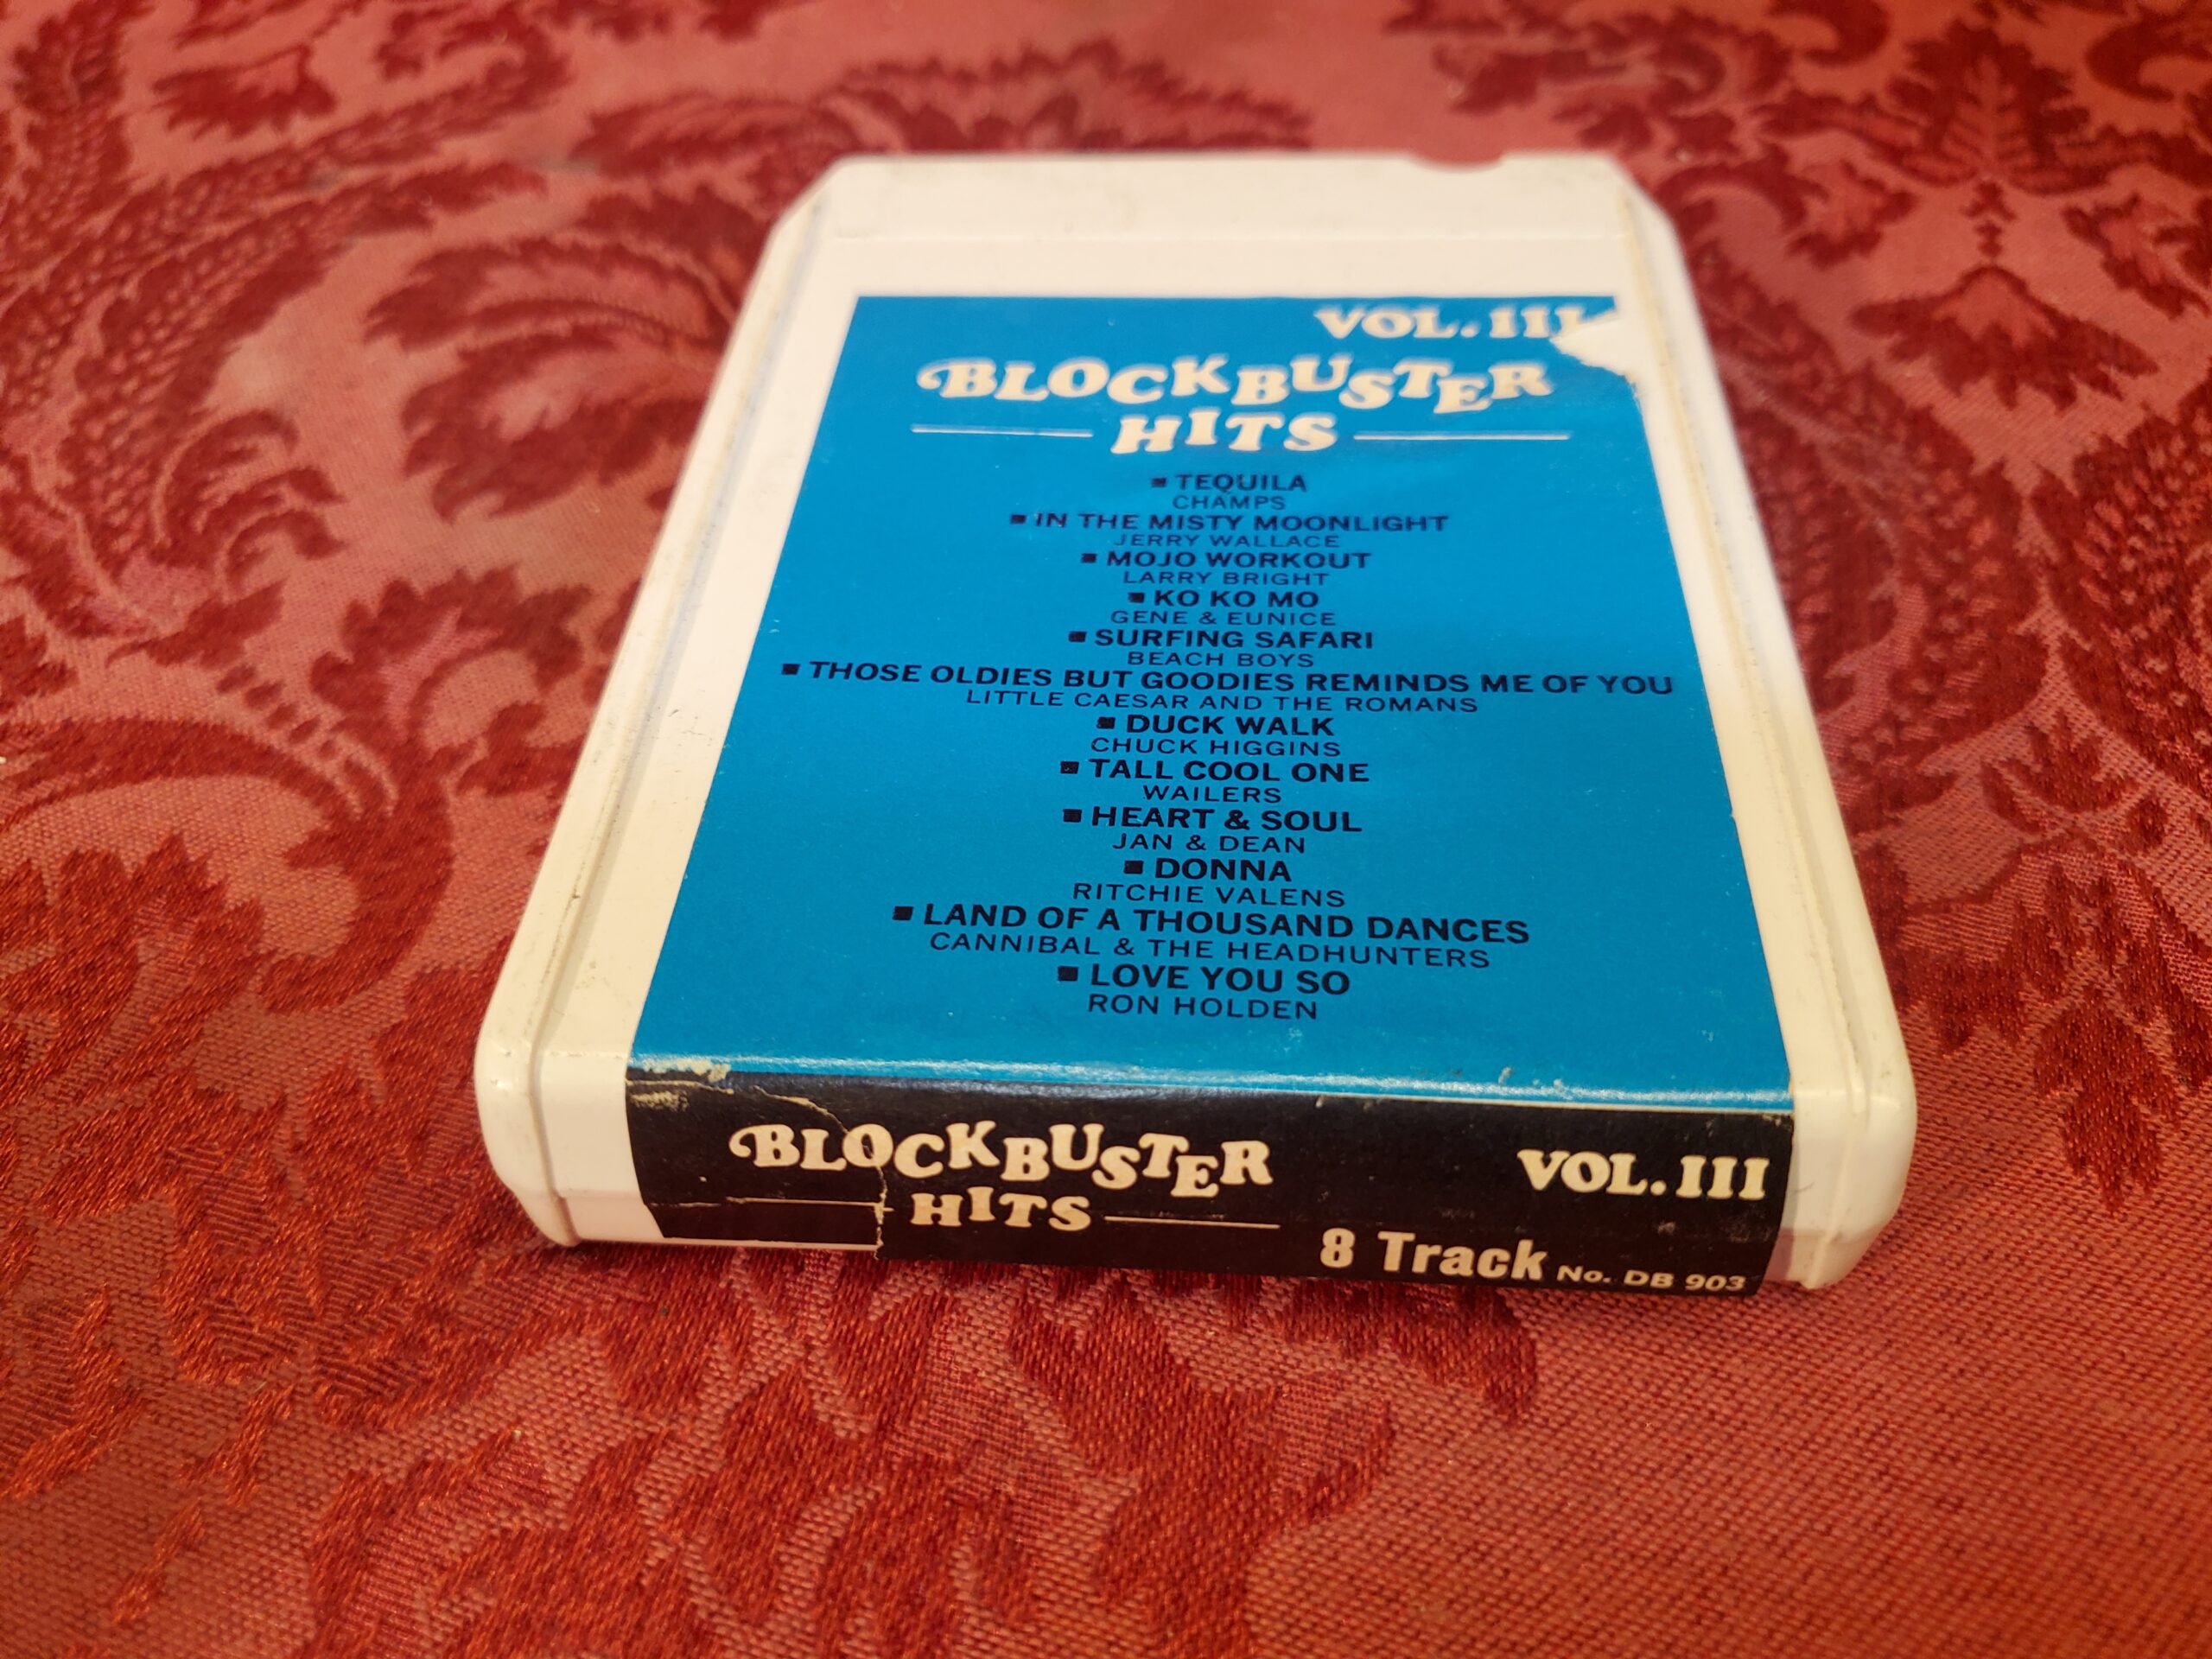 VOL. III
BLOCKBUSTER
HITS
▪ TEQUILA
CHAMPS
▪ IN THE MISTY MOONLIGHT
JERRY WALLACE
▪ MOJO WORKOUT
LARRY BRIGHT
▪ KO KO MO
GENE & EUNICE
▪ SURFING SAFARI
BEACH BOYS
▪ THOSE OLDIES BUT GOODIES REMINDS ME OF YOU
LITTLE CAESAR AND THE ROMANS
▪ DUCK WALK
CHUCK HIGGINS
▪ TALL COOL ONE
WAILERS
▪ HEART & SOUL
JAN & DEAN
▪ DONNA
RITCHIE VALENS
▪ LAND OF A THOUSAND DANCES
CANNIBAL & THE HEADHUNTERS
▪ LOVE YOU SO
RON HOLDEN
BLOCKBUSTER
HITS
VOL. III
8 Track No. DB 903